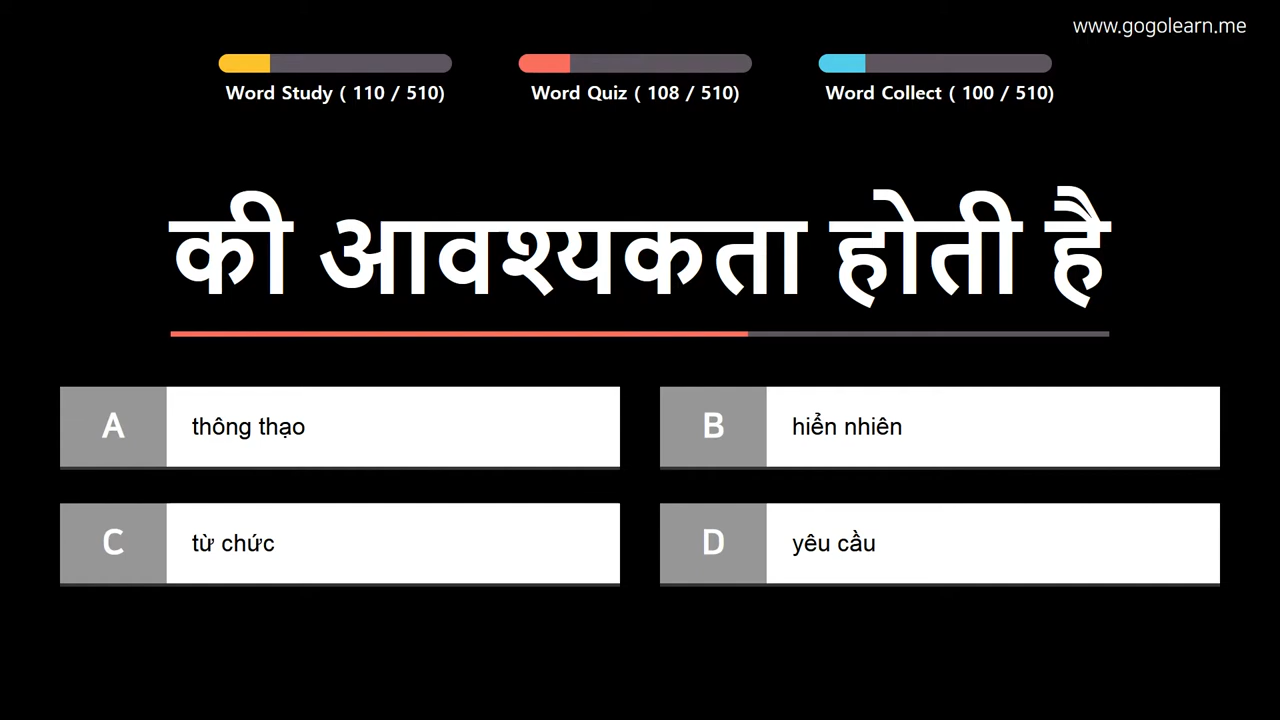 www.gogolearn.me
Word Study ( 110 / 510)
Word Quiz ( 108 / 510)
Word Collect ( 100 / 510)
की आवश्यकता होती है
A
thông thạo
B
hiển nhiên
C
từ chức
D
yêu cầu